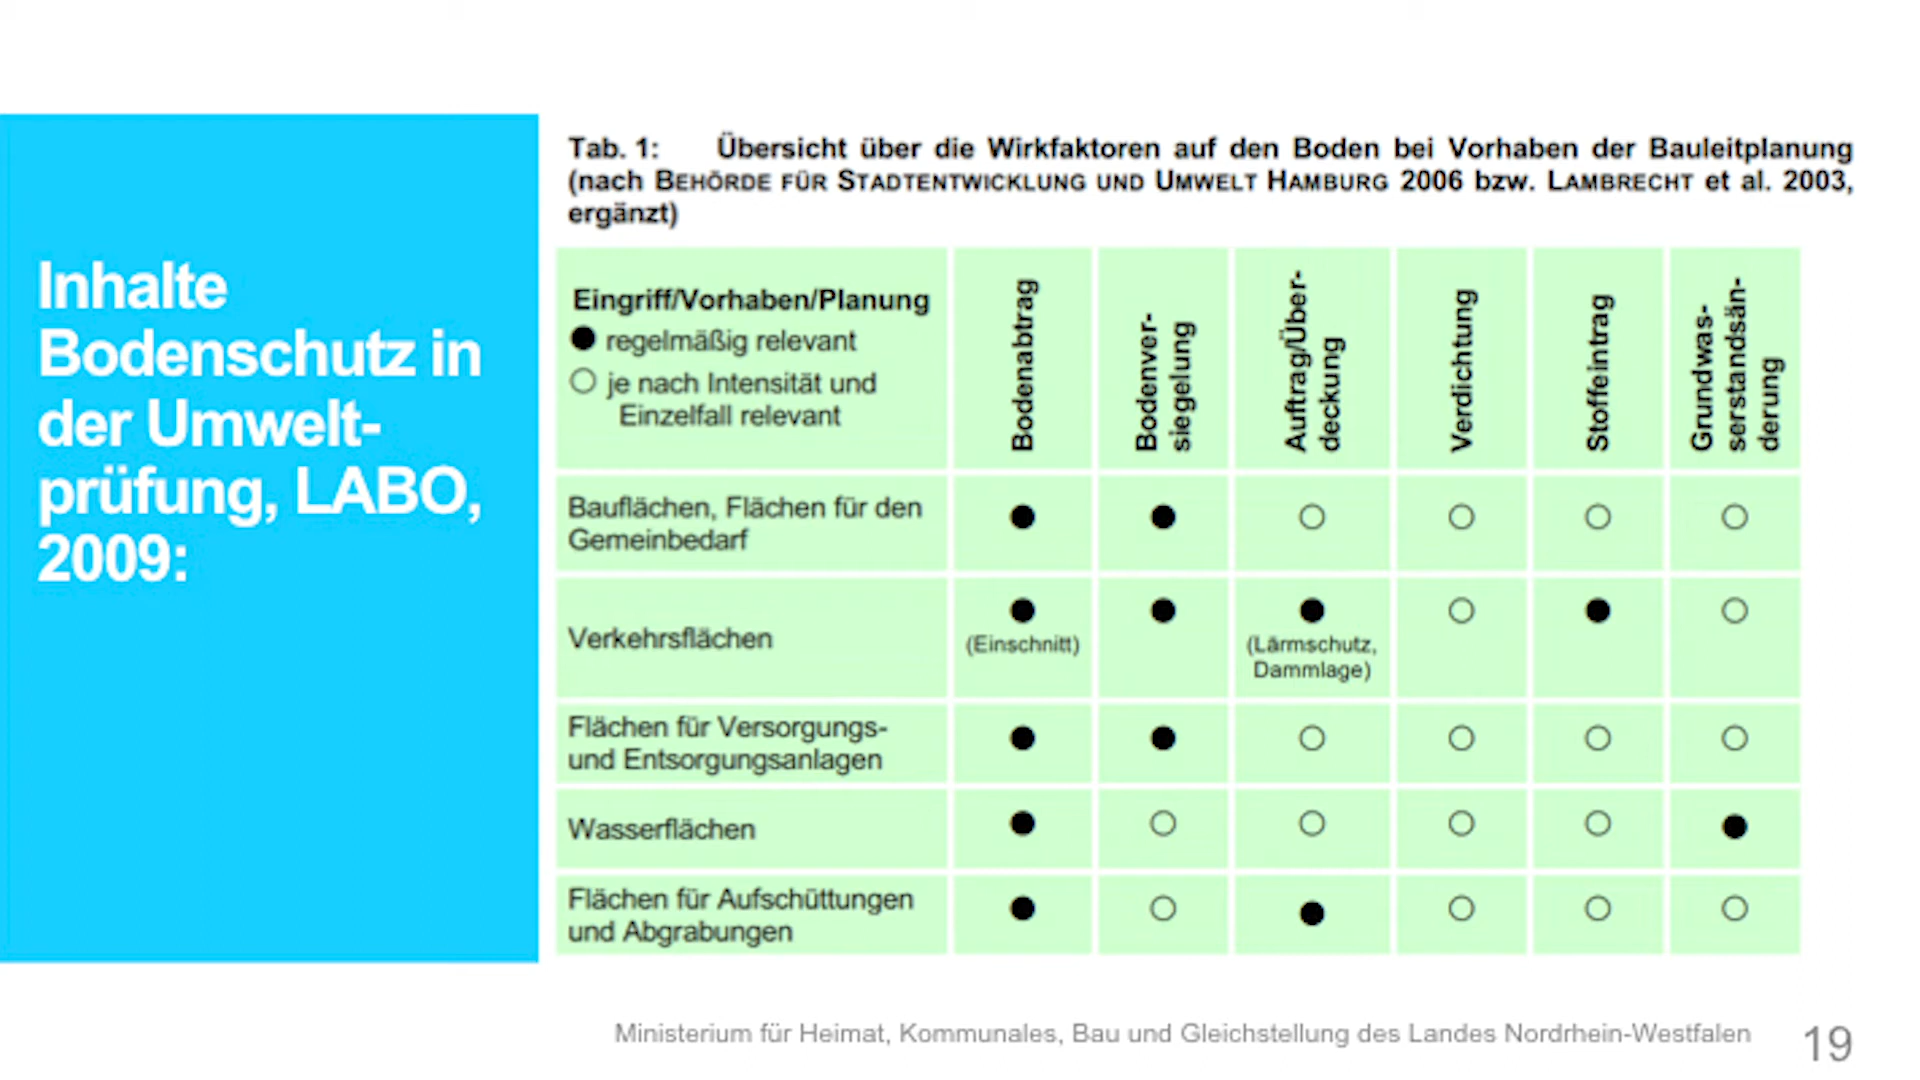 Inhalte
Bodenschutz in
der Umwelt-
prüfung, LABO,
2009:
Tab. 1: Übersicht über die Wirkfaktoren auf den Boden bei Vorhaben der Bauleitplanung
(nach BEHÖRDE FÜR STADTENTWICKLUNG UND UMWELT HAMBURG 2006 bzw. LAMBRECHT et al. 2003,
ergänzt)
Eingriff/Vorhaben/Planung
● regelmäßig relevant
○ je nach Intensität und
Einzelfall relevant
Bodenabtrag
Bodenver-
siegelung
Auftrag/Über-
deckung
Verdichtung
Stoffeintrag
Grundwas-
serstandsän-
derung
Bauflächen, Flächen für den
Gemeinbedarf
● ● ○ ○ ○ ○
Verkehrsflächen
● ● ● ○ ● ○
(Einschnitt)
(Lärmschutz,
Dammlage)
Flächen für Versorgungs-
und Entsorgungsanlagen
● ● ○ ○ ○ ○
Wasserflächen
● ○ ○ ○ ○ ●
Flächen für Aufschüttungen
und Abgrabungen
● ○ ● ○ ○ ○
Ministerium für Heimat, Kommunales, Bau und Gleichstellung des Landes Nordrhein-Westfalen
19